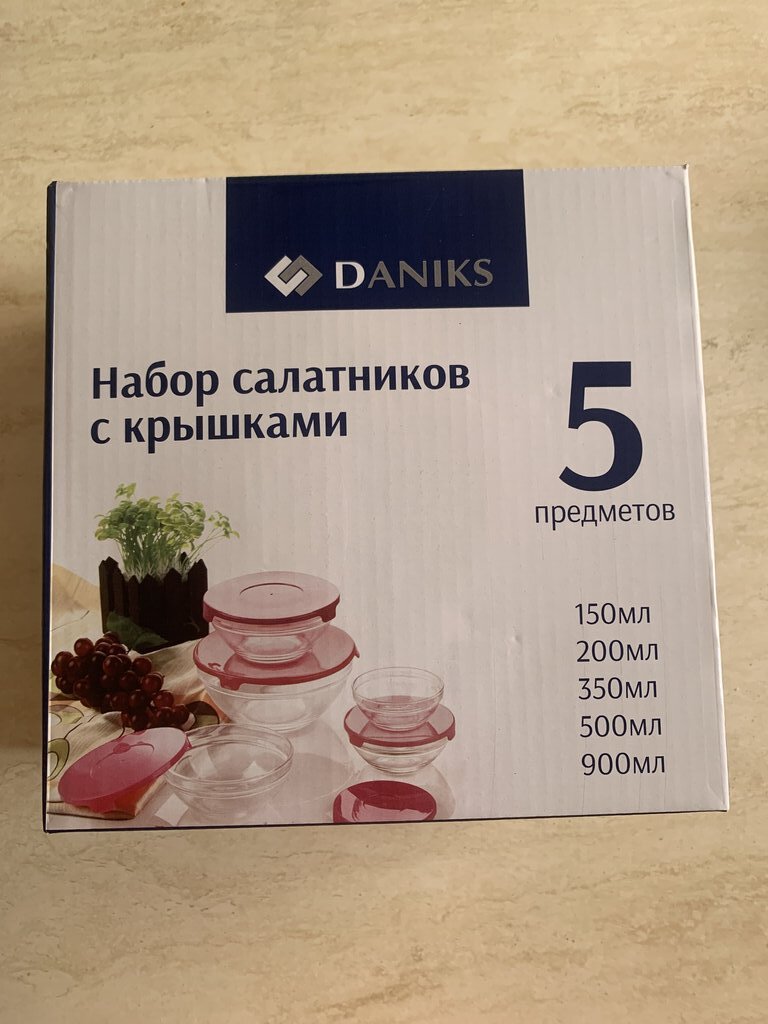 DANIKS
Набор салатников
с крышками
5
предметов
150мл
200мл
350мл
500мл
900мл